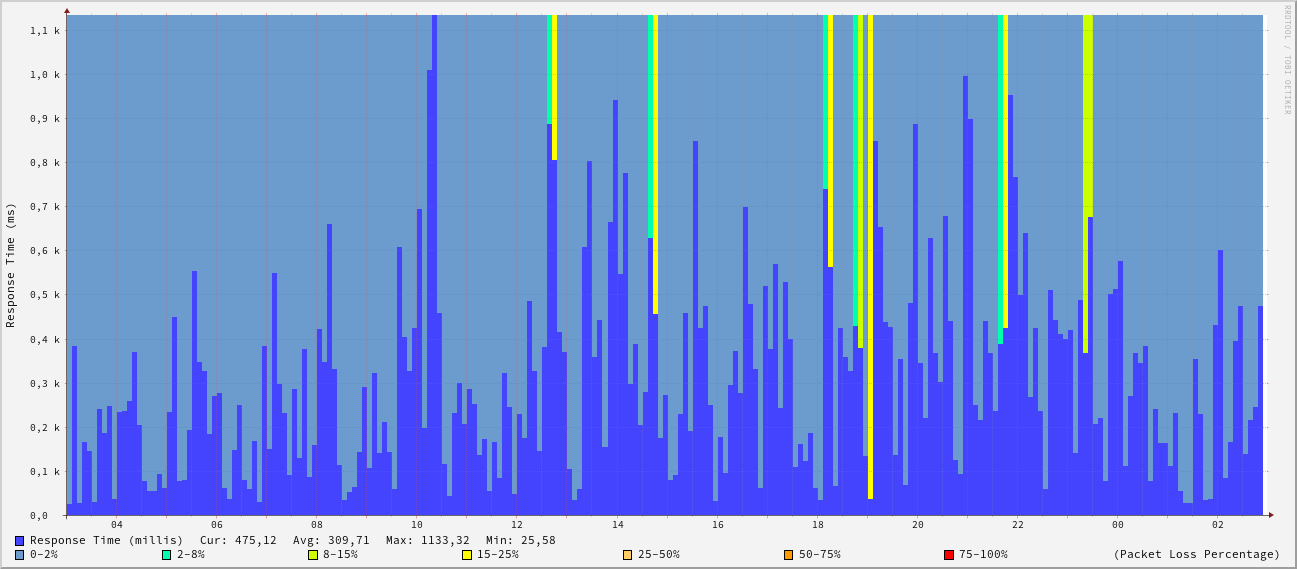 RRDTOOL / TOBI OETIKER
Response Time (ms)
1,1 k
1,0 k
0,9 k
0,8 k
0,7 k
0,6 k
0,5 k
0,4 k
0,3 k
0,2 k
0,1 k
0,0
04 06 08 10 12 14 16 18 20 22 00 02
Response Time (millis) Cur: 475,12 Avg: 309,71 Max: 1133,32 Min: 25,58
0-2% 2-8% 8-15% 15-25% 25-50% 50-75% 75-100% (Packet Loss Percentage)